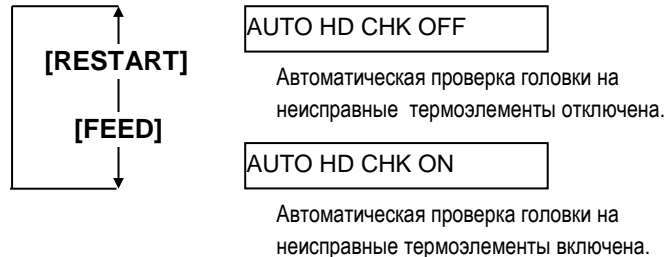 AUTO HD CHK OFF
[RESTART]
Автоматическая проверка головки на
неисправные термоэлементы отключена.
[FEED]
AUTO HD CHK ON
Автоматическая проверка головки на
неисправные термоэлементы включена.